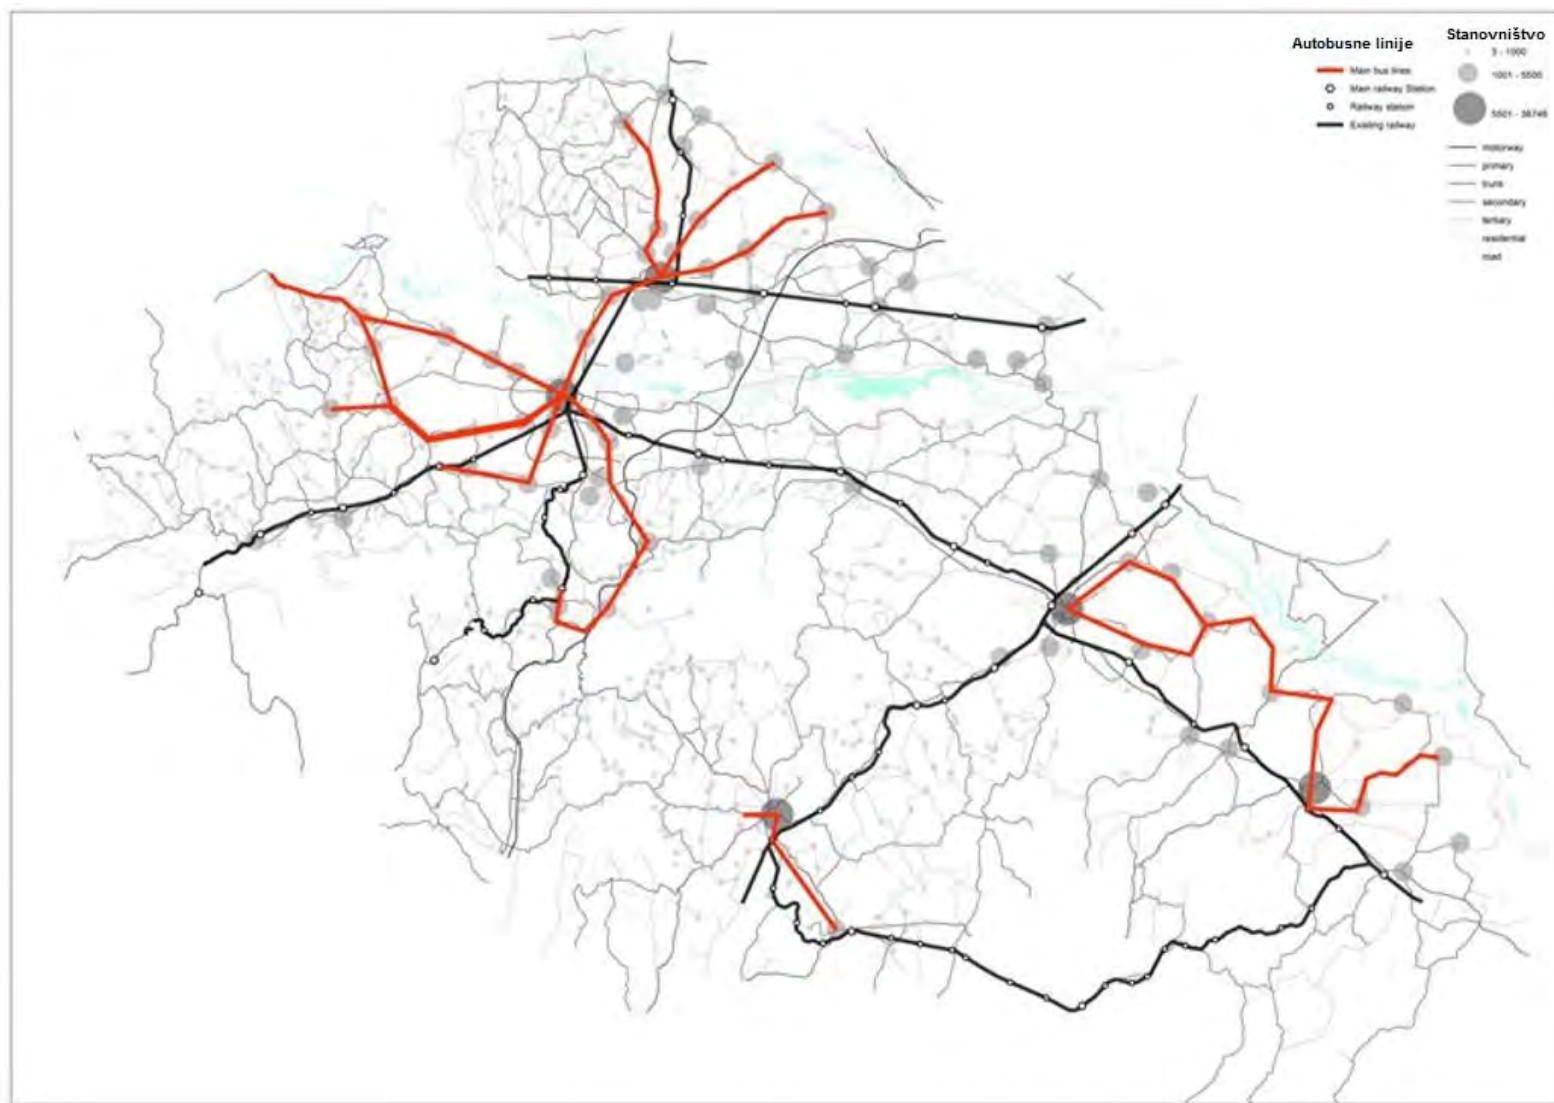 Autobusne linije
Main bus lines
Main railway Station
Railway station
Existing railway
Stanovništvo
3 - 1000
1001 - 5500
5501 - 36746
motorway
primary
trunk
secondary
tertiary
residential
road